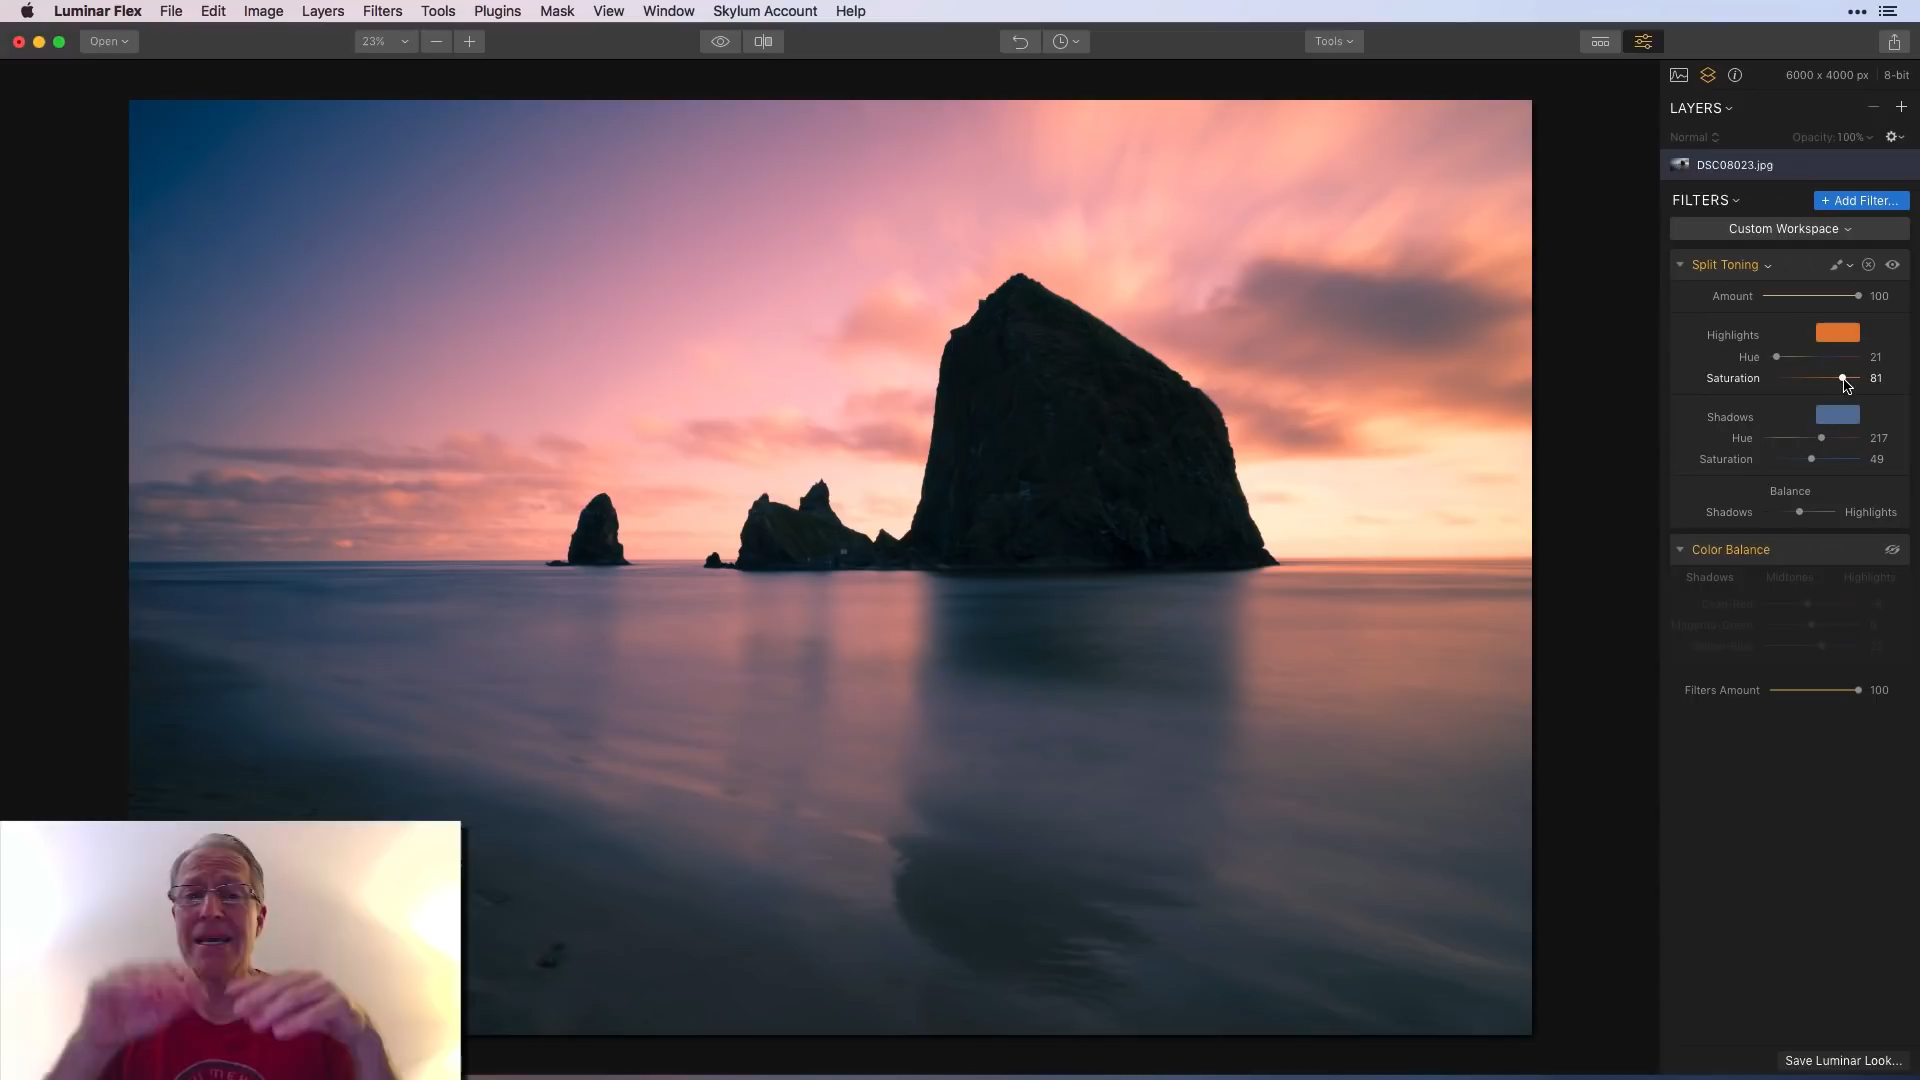 Luminar Flex File Edit Image Layers Filters Tools Plugins Mask View Window Skylum Account Help
Open 23% Tools
6000 x 4000 px 8-bit
LAYERS
Normal Opacity: 100%
DSC08023.jpg
FILTERS + Add Filter...
Custom Workspace
Split Toning
Amount 100
Highlights
Hue 21
Saturation 81
Shadows
Hue 217
Saturation 49
Balance
Shadows Highlights
Color Balance
Shadows Midtones Highlights
Filters Amount 100
Save Luminar Look...